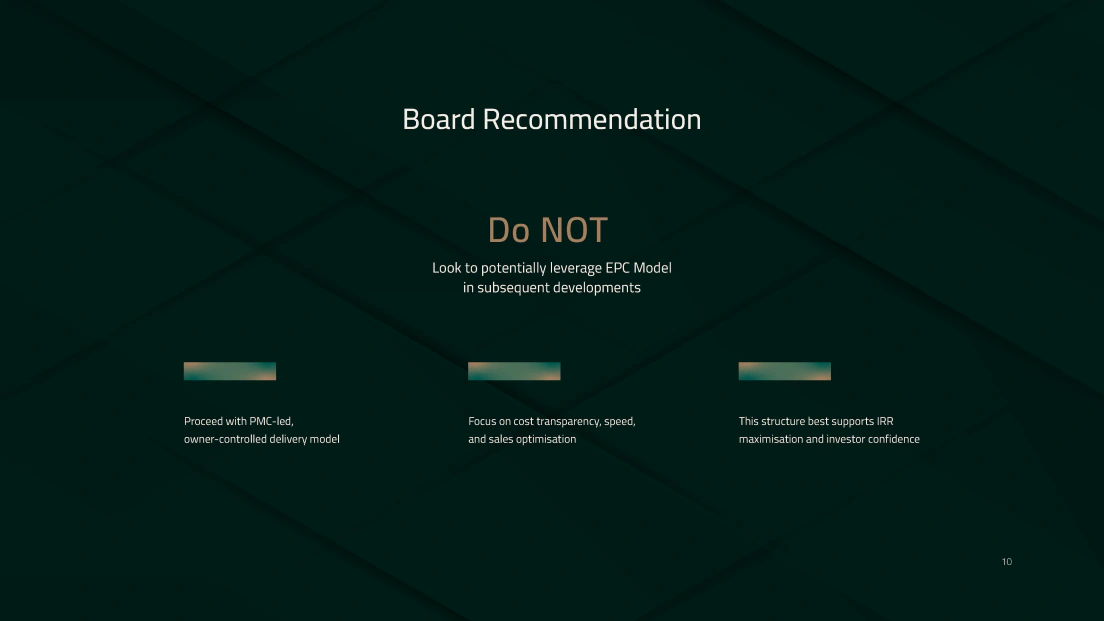 Board Recommendation
Do NOT
Look to potentially leverage EPC Model
in subsequent developments
Proceed with PMC-led,
owner-controlled delivery model
Focus on cost transparency, speed,
and sales optimisation
This structure best supports IRR
maximisation and investor confidence
10